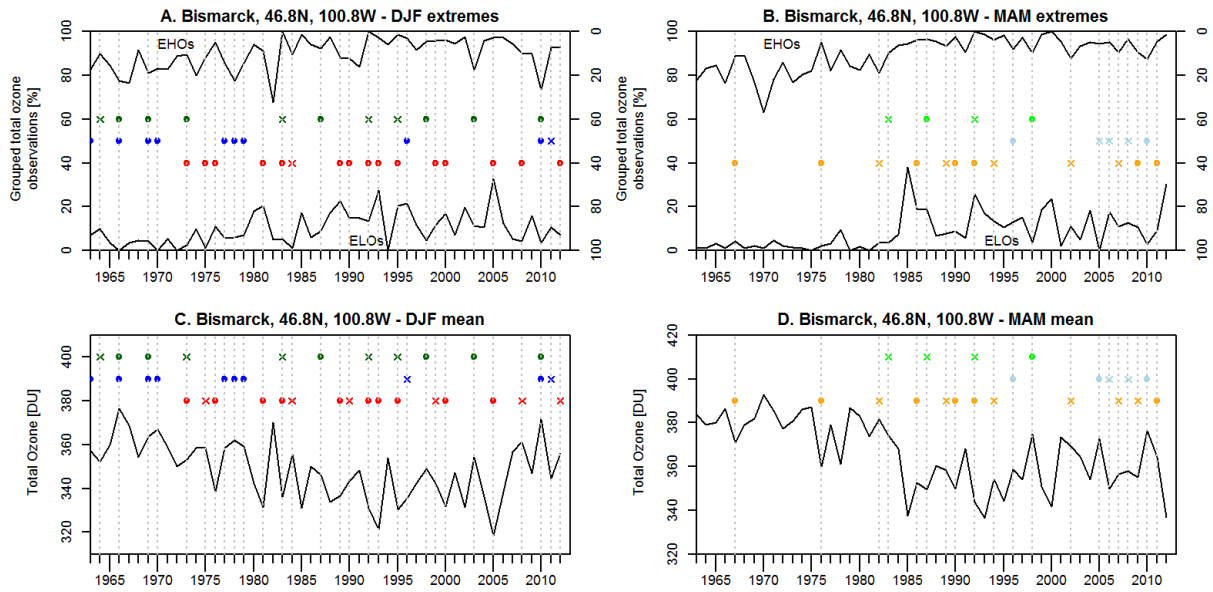 A. Bismarck, 46.8N, 100.8W - DJF extremes
Grouped total ozone
observations [%]
100
80
60
40
20
0
0
20
40
60
80
100
EHOs
ELOs
1965 1970 1975 1980 1985 1990 1995 2000 2005 2010
B. Bismarck, 46.8N, 100.8W - MAM extremes
Grouped total ozone
observations [%]
100
80
60
40
20
0
0
20
40
60
80
100
EHOs
ELOs
1965 1970 1975 1980 1985 1990 1995 2000 2005 2010
C. Bismarck, 46.8N, 100.8W - DJF mean
Total Ozone [DU]
400
380
360
340
320
1965 1970 1975 1980 1985 1990 1995 2000 2005 2010
D. Bismarck, 46.8N, 100.8W - MAM mean
Total Ozone [DU]
420
400
380
360
340
320
1965 1970 1975 1980 1985 1990 1995 2000 2005 2010